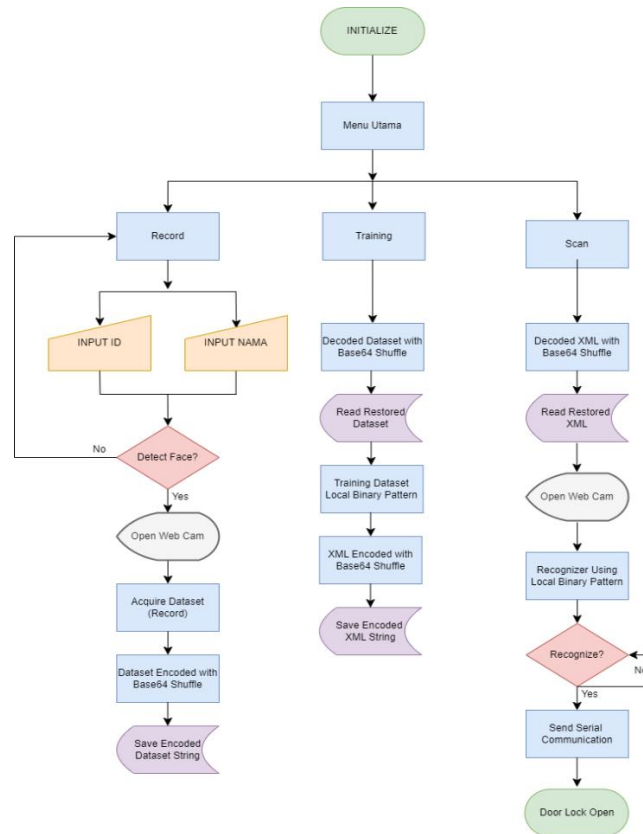 INITIALIZE
Menu Utama
Record
Training
Scan
INPUT ID
INPUT NAMA
Decoded Dataset with
Base64 Shuffle
Decoded XML with
Base64 Shuffle
Read Restored
Dataset
Read Restored
XML
No
Detect Face?
Yes
Training Dataset
Local Binary Pattern
Open Web Cam
Open Web Cam
XML Encoded with
Base64 Shuffle
Recognizer Using
Local Binary Pattern
Acquire Dataset
(Record)
Save Encoded
XML String
Recognize?
No
Yes
Dataset Encoded with
Base64 Shuffle
Send Serial
Communication
Save Encoded
Dataset String
Door Lock Open